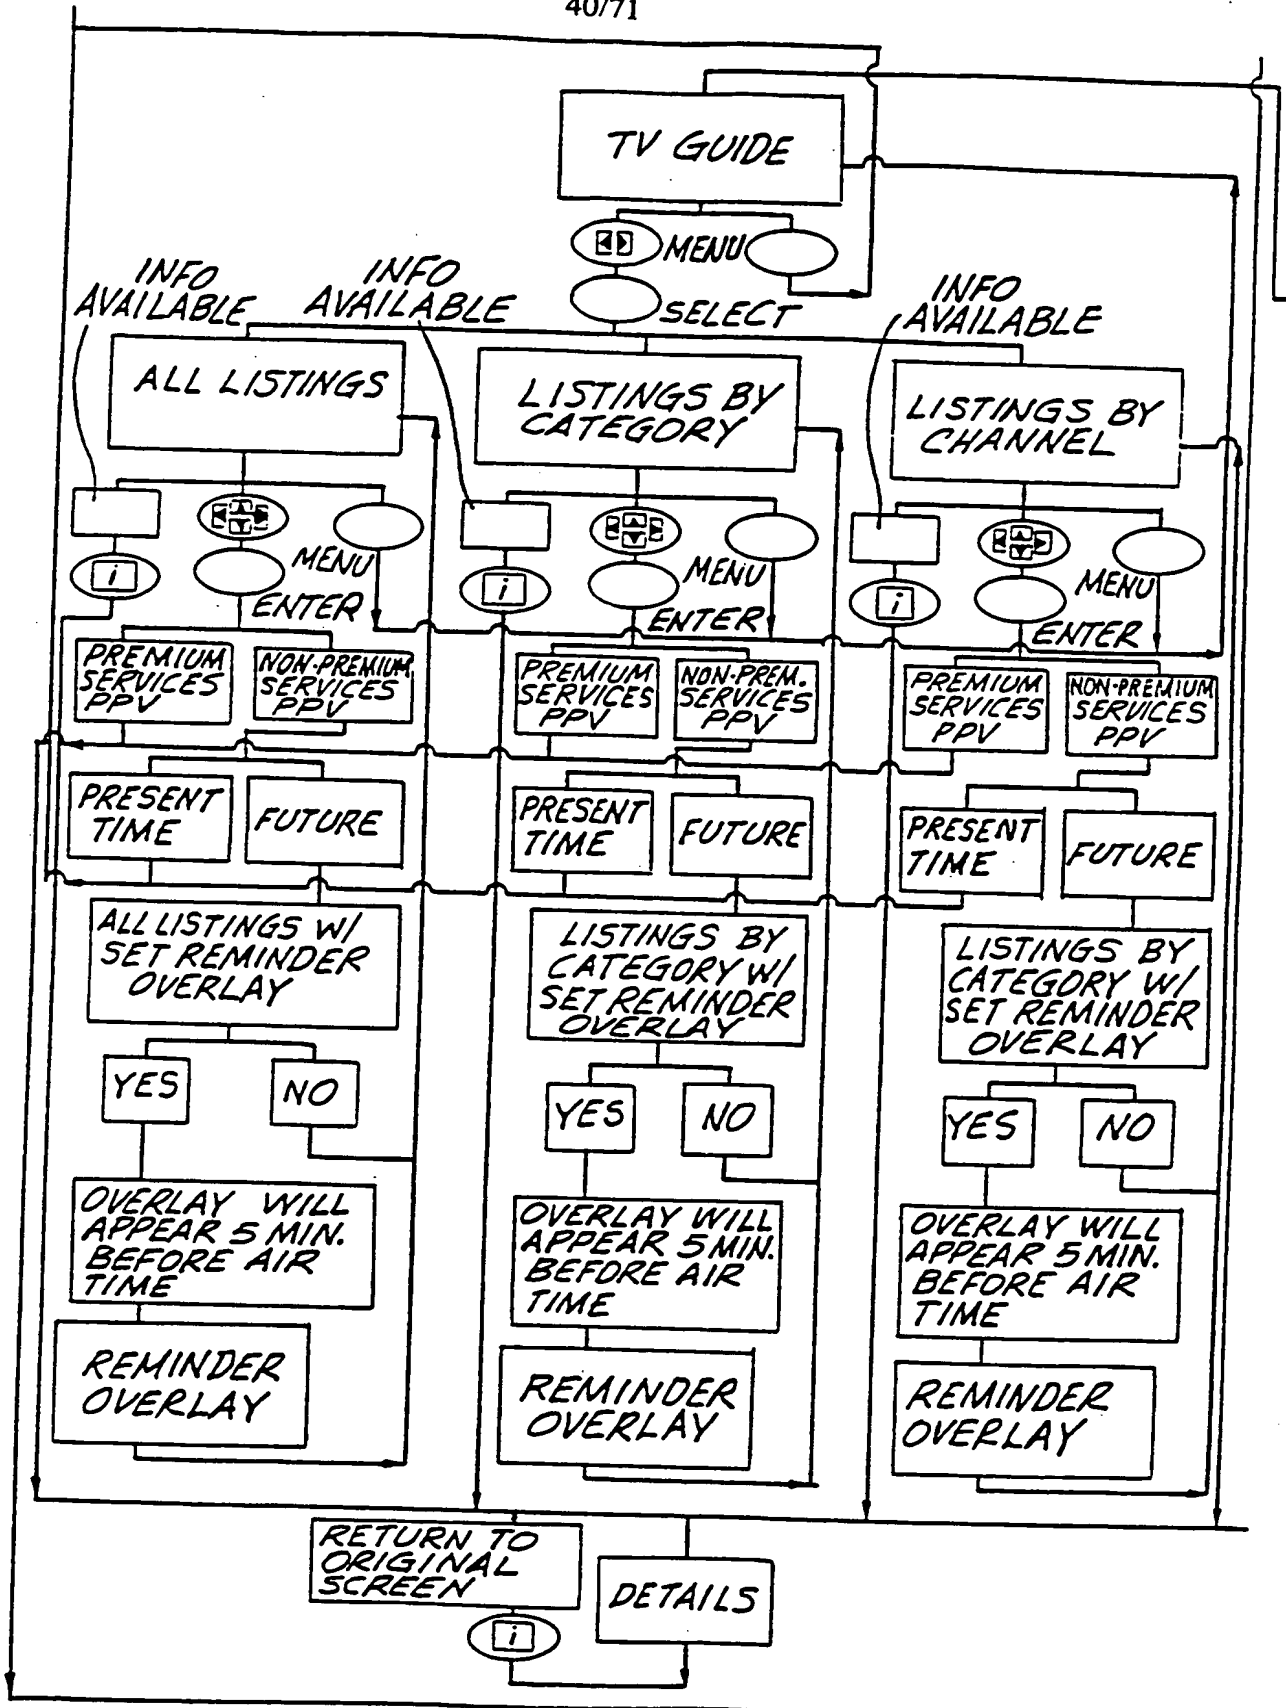 40/71
TV GUIDE
MENU
SELECT
INFO
AVAILABLE
INFO
AVAILABLE
INFO
AVAILABLE
ALL LISTINGS
LISTINGS BY
CATEGORY
LISTINGS BY
CHANNEL
i
MENU
ENTER
i
MENU
ENTER
i
MENU
ENTER
PREMIUM
SERVICES
PPV
NON-PREMIUM
SERVICES
PPV
PREMIUM
SERVICES
PPV
NON-PREM.
SERVICES
PPV
PREMIUM
SERVICES
PPV
NON-PREMIUM
SERVICES
PPV
PRESENT
TIME
FUTURE
PRESENT
TIME
FUTURE
PRESENT
TIME
FUTURE
ALL LISTINGS W/
SET REMINDER
OVERLAY
LISTINGS BY
CATEGORY W/
SET REMINDER
OVERLAY
LISTINGS BY
CATEGORY W/
SET REMINDER
OVERLAY
YES
NO
YES
NO
YES
NO
OVERLAY WILL
APPEAR 5 MIN.
BEFORE AIR
TIME
OVERLAY WILL
APPEAR 5 MIN.
BEFORE AIR
TIME
OVERLAY WILL
APPEAR 5 MIN.
BEFORE AIR
TIME
REMINDER
OVERLAY
REMINDER
OVERLAY
REMINDER
OVERLAY
RETURN TO
ORIGINAL
SCREEN
i
DETAILS